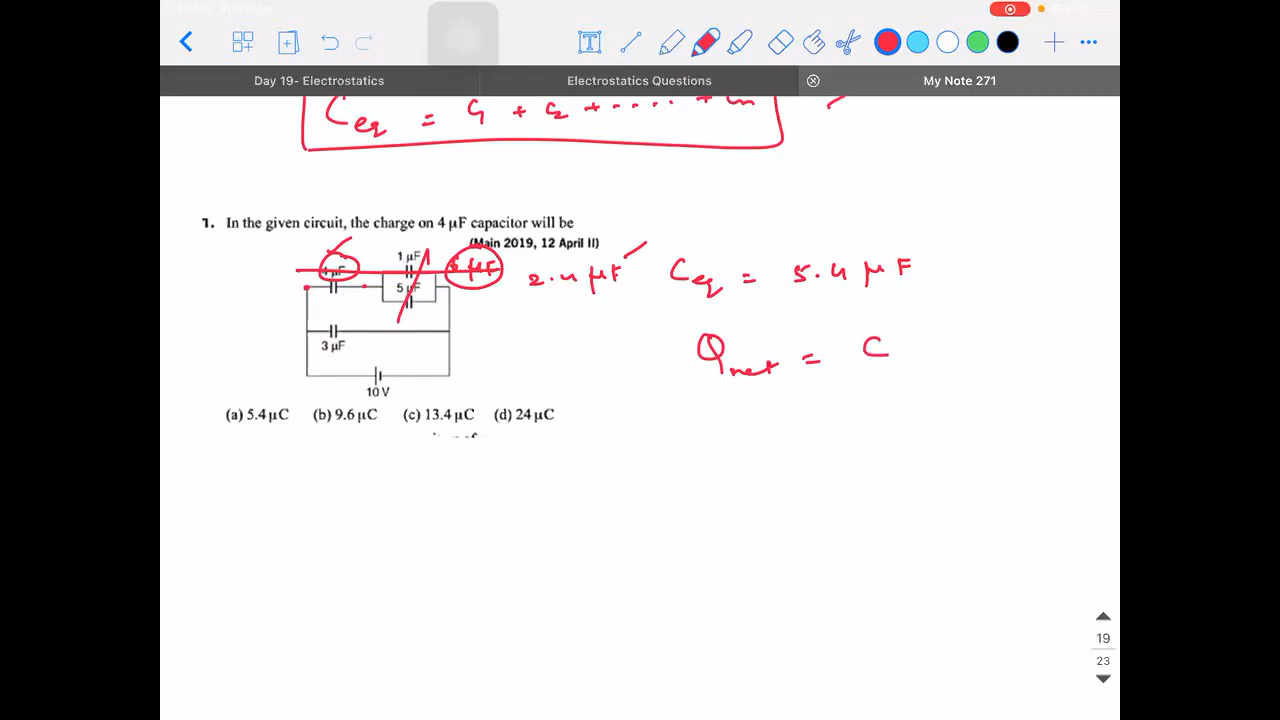 Day 19- Electrostatics
Electrostatics Questions
My Note 271
Ceq = C1 + C2 + ..... + Cn
1. In the given circuit, the charge on 4 µF capacitor will be
(Main 2019, 12 April II)
1 µF
4 µF
6 µF
2.4 µF
Ceq = 5.4 µF
5 µF
3 µF
Qnet = C
10 V
(a) 5.4 µC (b) 9.6 µC (c) 13.4 µC (d) 24 µC
19
23